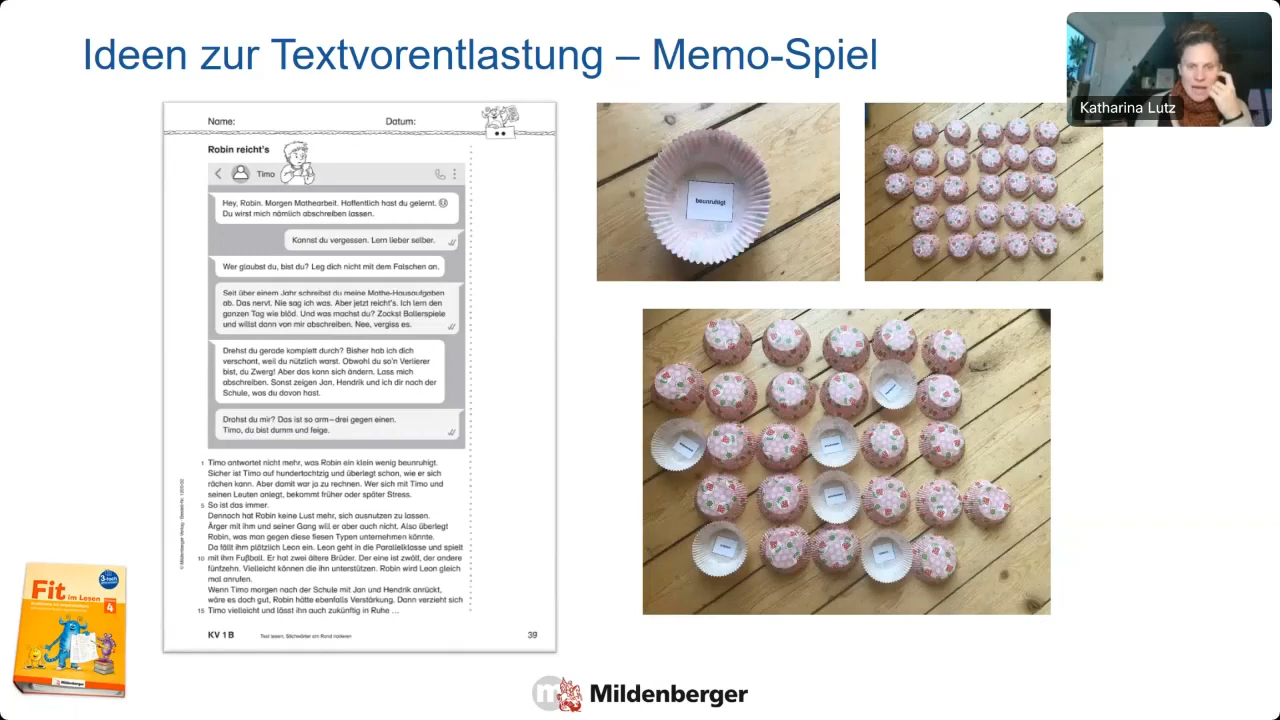 Ideen zur Textvorentlastung – Memo-Spiel
Katharina Lutz
Name:
Datum:
Robin reicht's
Timo
Hey, Robin. Morgen Mathearbeit. Hoffentlich hast du gelernt.
Du wirst mich nämlich abschreiben lassen.
Kannst du vergessen. Lern lieber selber.
Wer glaubst du, bist du? Leg dich nicht mit dem Falschen an.
Seit über einem Jahr schreibst du meine Mathe-Hausaufgaben
ab. Das nervt. Nie sag ich was. Aber jetzt reicht's. Ich lern den
ganzen Tag wie blöd. Und was machst du? Zockst Ballerspiele
und willst dann von mir abschreiben. Nee, vergiss es.
Drehst du gerade komplett durch? Bisher hab ich dich
verschont, weil du nützlich warst. Obwohl du so'n Verlierer
bist, du Zwerg! Aber das kann sich ändern. Lass mich
abschreiben. Sonst zeigen Jan, Hendrik und ich dir nach der
Schule, was du davon hast.
Drohst du mir? Das ist so arm – drei gegen einen.
Timo, du bist dumm und feige.
1 Timo antwortet nicht mehr, was Robin ein klein wenig beunruhigt.
Sicher ist Timo auf hundertachtzig und überlegt schon, wie er sich
rächen kann. Aber damit war ja zu rechnen. Wer sich mit Timo und
seinen Leuten anlegt, bekommt früher oder später Stress.
5 So ist das immer.
Dennoch hat Robin keine Lust mehr, sich ausnutzen zu lassen.
Ärger mit ihm und seiner Gang will er aber auch nicht. Also überlegt
Robin, was man gegen diese fiesen Typen unternehmen könnte.
Da fällt ihm plötzlich Leon ein. Leon geht in die Parallelklasse und spielt
10 mit ihm Fußball. Er hat zwei ältere Brüder. Der eine ist zwölf, der andere
fünfzehn. Vielleicht können die ihn unterstützen. Robin wird Leon gleich
mal anrufen.
Wenn Timo morgen nach der Schule mit Jan und Hendrik anrückt,
wäre es doch gut, Robin hätte ebenfalls Verstärkung. Dann verzieht sich
15 Timo vielleicht und lässt ihn auch zukünftig in Ruhe ...
KV 1 B
Text lesen, Stichwörter am Rand notieren
39
beunruhigt
Fit
im Lesen
4
Mildenberger